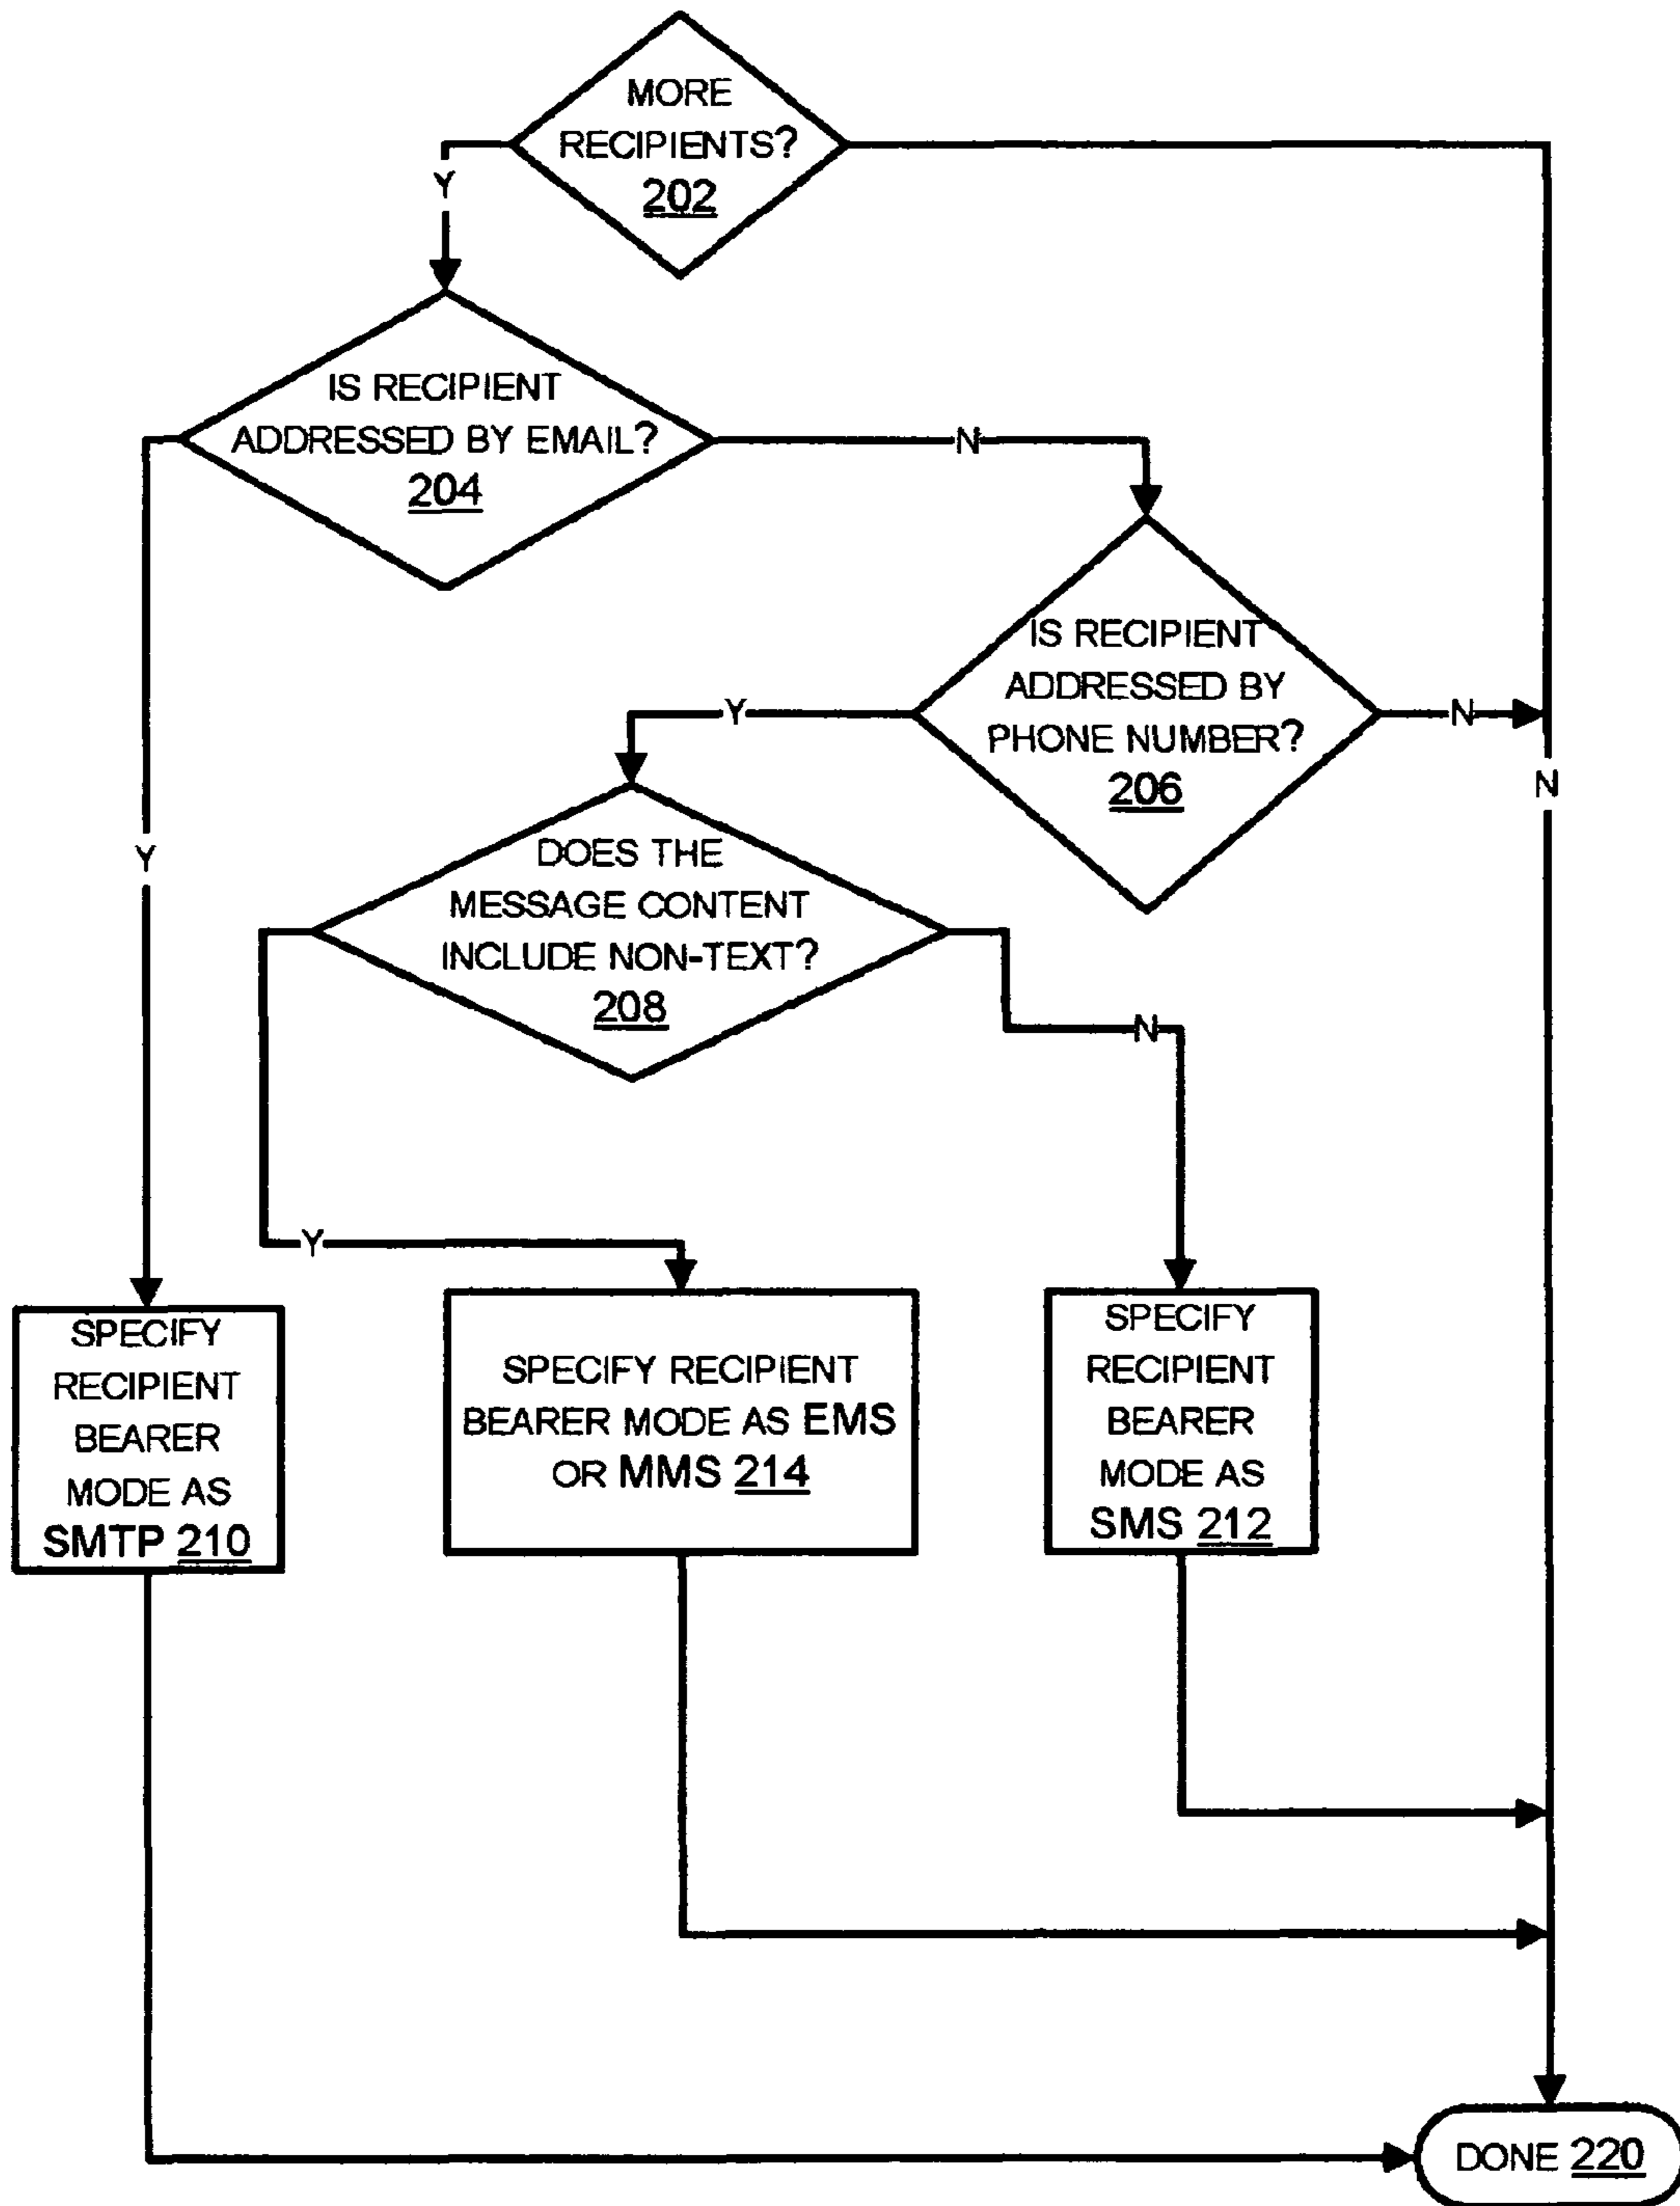 MORE
RECIPIENTS?
202
Y
IS RECIPIENT
ADDRESSED BY EMAIL?
204
N
IS RECIPIENT
ADDRESSED BY
PHONE NUMBER?
206
Y
N
N
Y
DOES THE
MESSAGE CONTENT
INCLUDE NON-TEXT?
208
N
Y
SPECIFY
RECIPIENT
BEARER
MODE AS
SMTP 210
SPECIFY RECIPIENT
BEARER MODE AS EMS
OR MMS 214
SPECIFY
RECIPIENT
BEARER
MODE AS
SMS 212
DONE 220